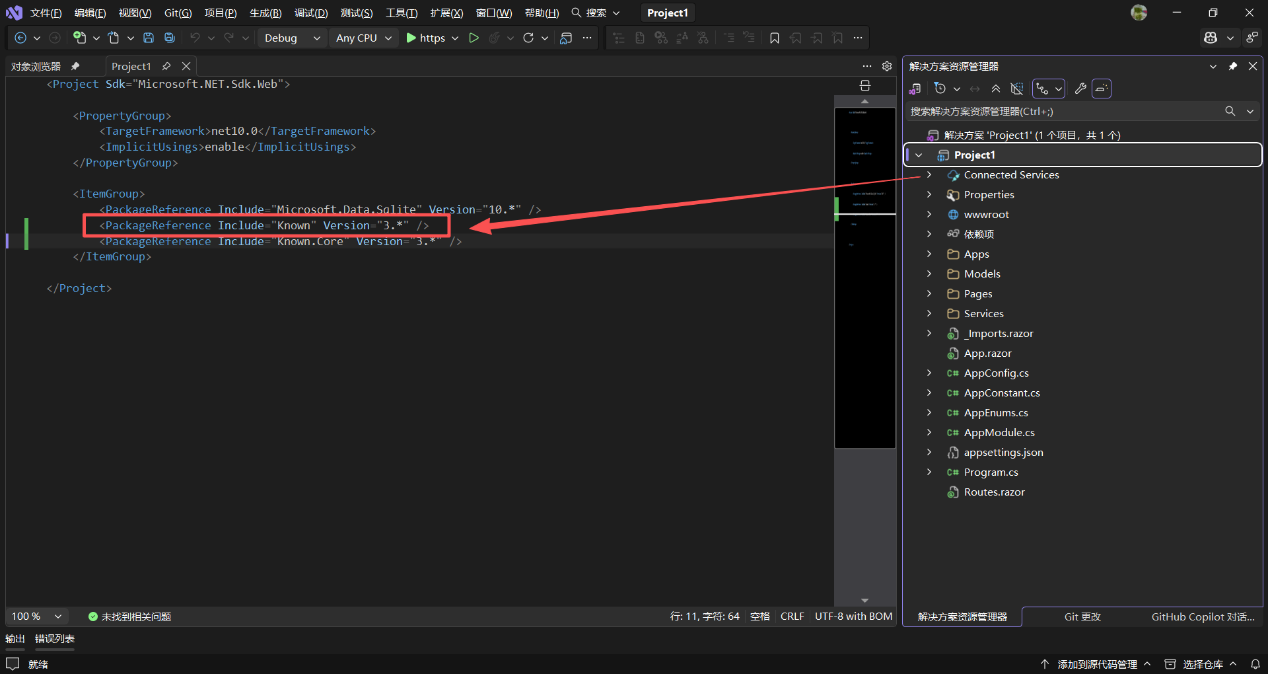 文件(F) 编辑(E) 视图(V) Git(G) 项目(P) 生成(B) 调试(D) 测试(S) 工具(T) 扩展(X) 窗口(W) 帮助(H) 搜索 Project1
Debug Any CPU https
对象浏览器 Project1
<Project Sdk="Microsoft.NET.Sdk.Web">
<PropertyGroup>
<TargetFramework>net10.0</TargetFramework>
<ImplicitUsings>enable</ImplicitUsings>
</PropertyGroup>
<ItemGroup>
<PackageReference Include="Microsoft.Data.Sqlite" Version="10.*" />
<PackageReference Include="Known" Version="3.*" />
<PackageReference Include="Known.Core" Version="3.*" />
</ItemGroup>
</Project>
100 % 未找到相关问题 行: 11, 字符: 64 空格 CRLF UTF-8 with BOM
解决方案资源管理器
搜索解决方案资源管理器(Ctrl+;)
解决方案 'Project1' (1 个项目，共 1 个)
Project1
Connected Services
Properties
wwwroot
依赖项
Apps
Models
Pages
Services
_Imports.razor
App.razor
AppConfig.cs
AppConstant.cs
AppEnums.cs
AppModule.cs
appsettings.json
Program.cs
Routes.razor
解决方案资源管理器 Git 更改 GitHub Copilot 对话...
输出 错误列表
就绪 添加到源代码管理 选择仓库